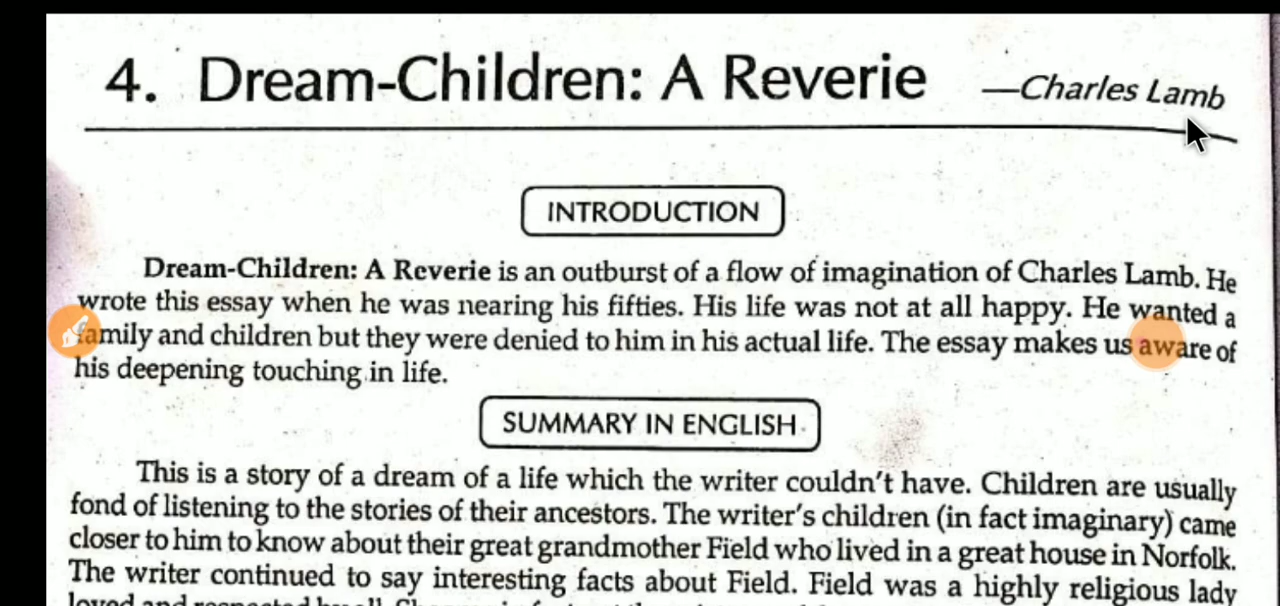 4. Dream-Children: A Reverie —Charles Lamb
INTRODUCTION
Dream-Children: A Reverie is an outburst of a flow of imagination of Charles Lamb. He
wrote this essay when he was nearing his fifties. His life was not at all happy. He wanted a
family and children but they were denied to him in his actual life. The essay makes us aware of
his deepening touching in life.
SUMMARY IN ENGLISH
This is a story of a dream of a life which the writer couldn't have. Children are usually
fond of listening to the stories of their ancestors. The writer's children (in fact imaginary) came
closer to him to know about their great grandmother Field who lived in a great house in Norfolk.
The writer continued to say interesting facts about Field. Field was a highly religious lady
loved and respected by all.